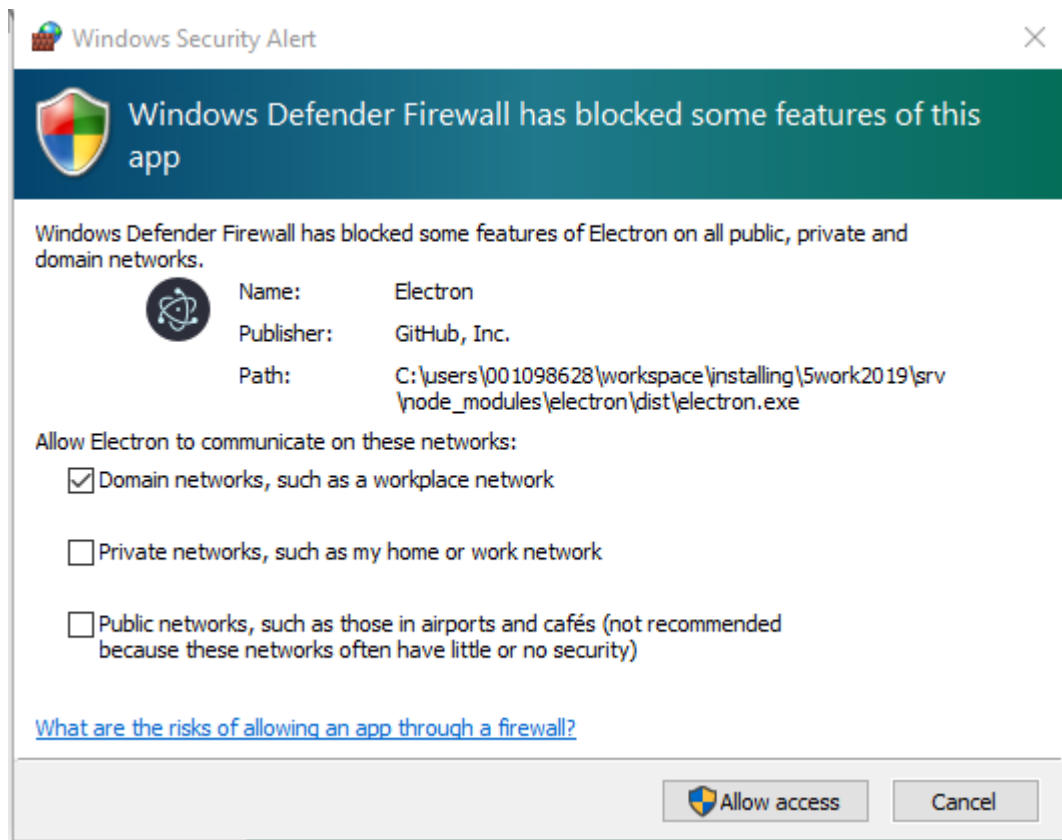 Windows Security Alert
Windows Defender Firewall has blocked some features of this
app
Windows Defender Firewall has blocked some features of Electron on all public, private and
domain networks.
Name: Electron
Publisher: GitHub, Inc.
Path: C:\users\001098628\workspace\installing\5work2019\srv
\node_modules\electron\dist\electron.exe
Allow Electron to communicate on these networks:
Domain networks, such as a workplace network
Private networks, such as my home or work network
Public networks, such as those in airports and cafés (not recommended
because these networks often have little or no security)
What are the risks of allowing an app through a firewall?
Allow access Cancel